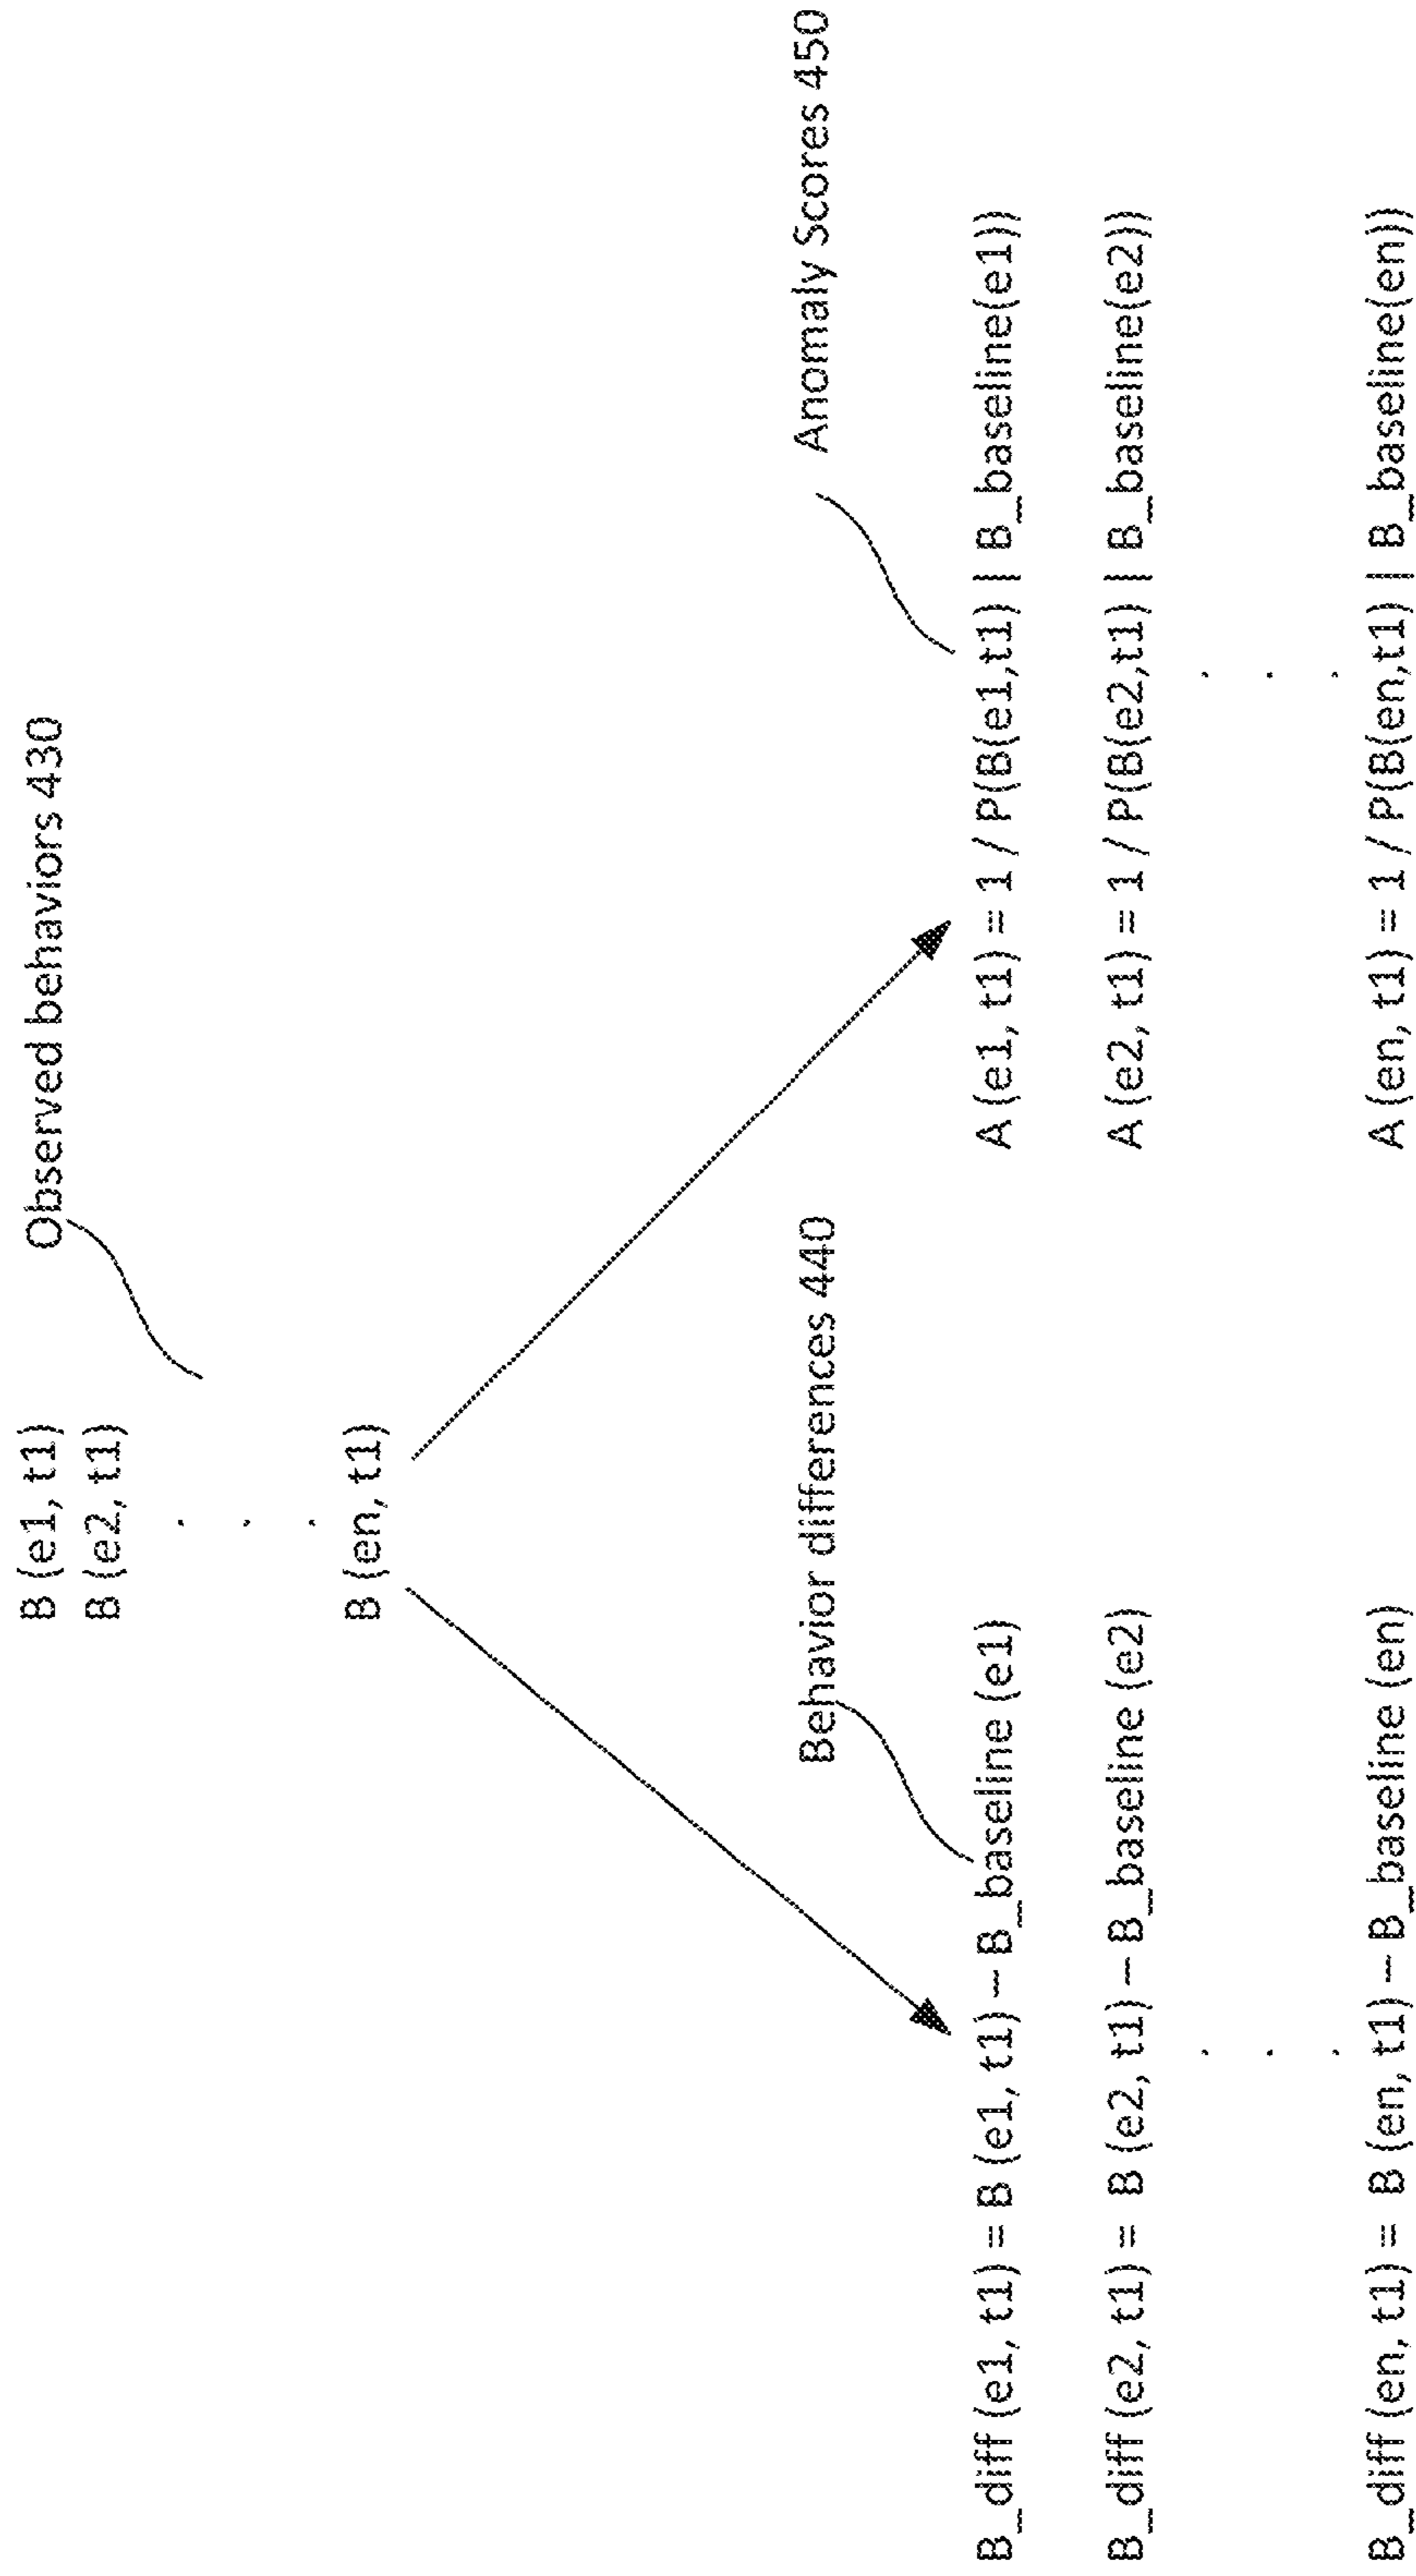 Observed behaviors 430
B (e1, t1)
B (e2, t1)
.
.
.
B (en, t1)
Behavior differences 440
B_diff (e1, t1) = B (e1, t1) – B_baseline (e1)
B_diff (e2, t1) = B (e2, t1) – B_baseline (e2)
.
.
.
B_diff (en, t1) = B (en, t1) – B_baseline (en)
Anomaly Scores 450
A (e1, t1) = 1 / P(B(e1,t1) | B_baseline(e1))
A (e2, t1) = 1 / P(B(e2,t1) | B_baseline(e2))
.
.
.
A (en, t1) = 1 / P(B(en,t1) | B_baseline(en))